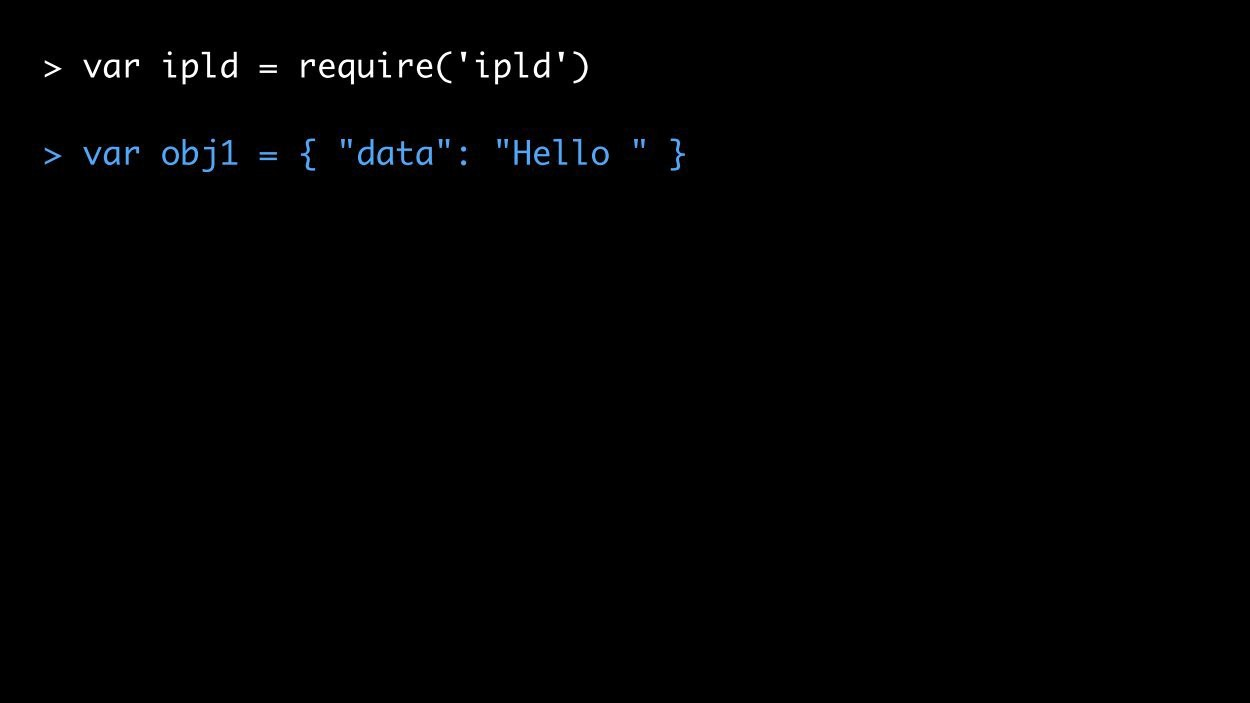 > var ipld = require('ipld')
> var obj1 = { "data": "Hello " }